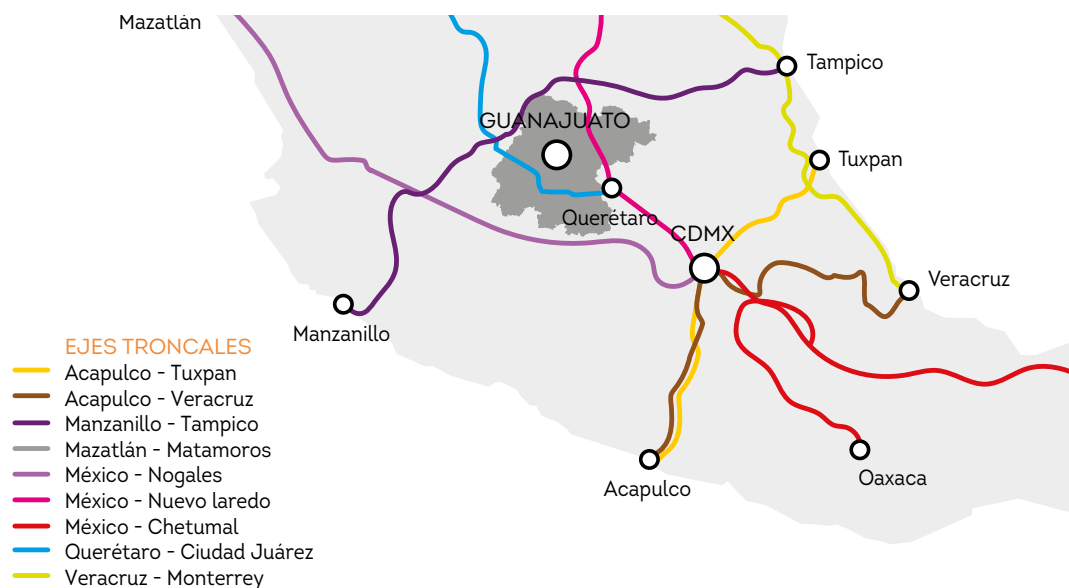 Mazatlán
Tampico
GUANAJUATO
Tuxpan
Querétaro
CDMX
Veracruz
Manzanillo
EJES TRONCALES
Acapulco - Tuxpan
Acapulco - Veracruz
Manzanillo - Tampico
Mazatlán - Matamoros
México - Nogales
México - Nuevo laredo
México - Chetumal
Querétaro - Ciudad Juárez
Veracruz - Monterrey
Acapulco
Oaxaca